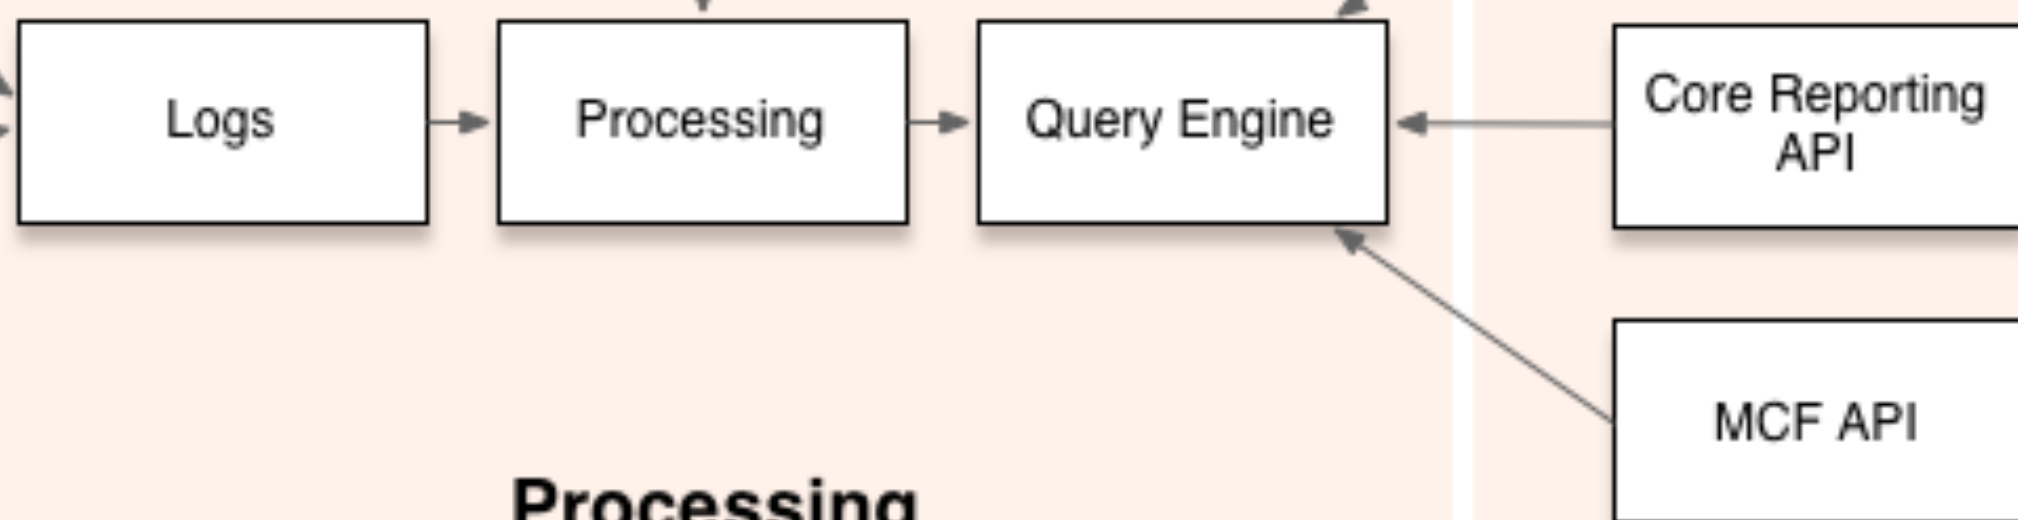 Logs
Processing
Query Engine
Core Reporting
API
MCF API
Processing